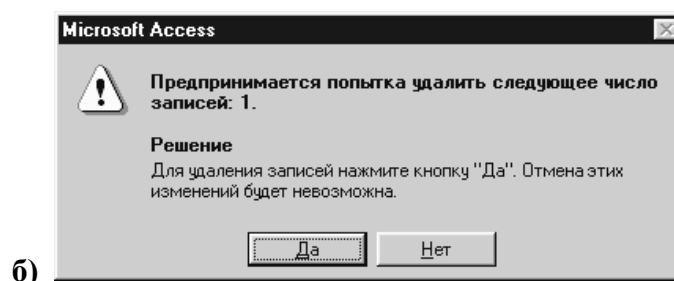 Microsoft Access
Предпринимается попытка удалить следующее число
записей: 1.
Решение
Для удаления записей нажмите кнопку "Да". Отмена этих
изменений будет невозможна.
Да
Нет
б)